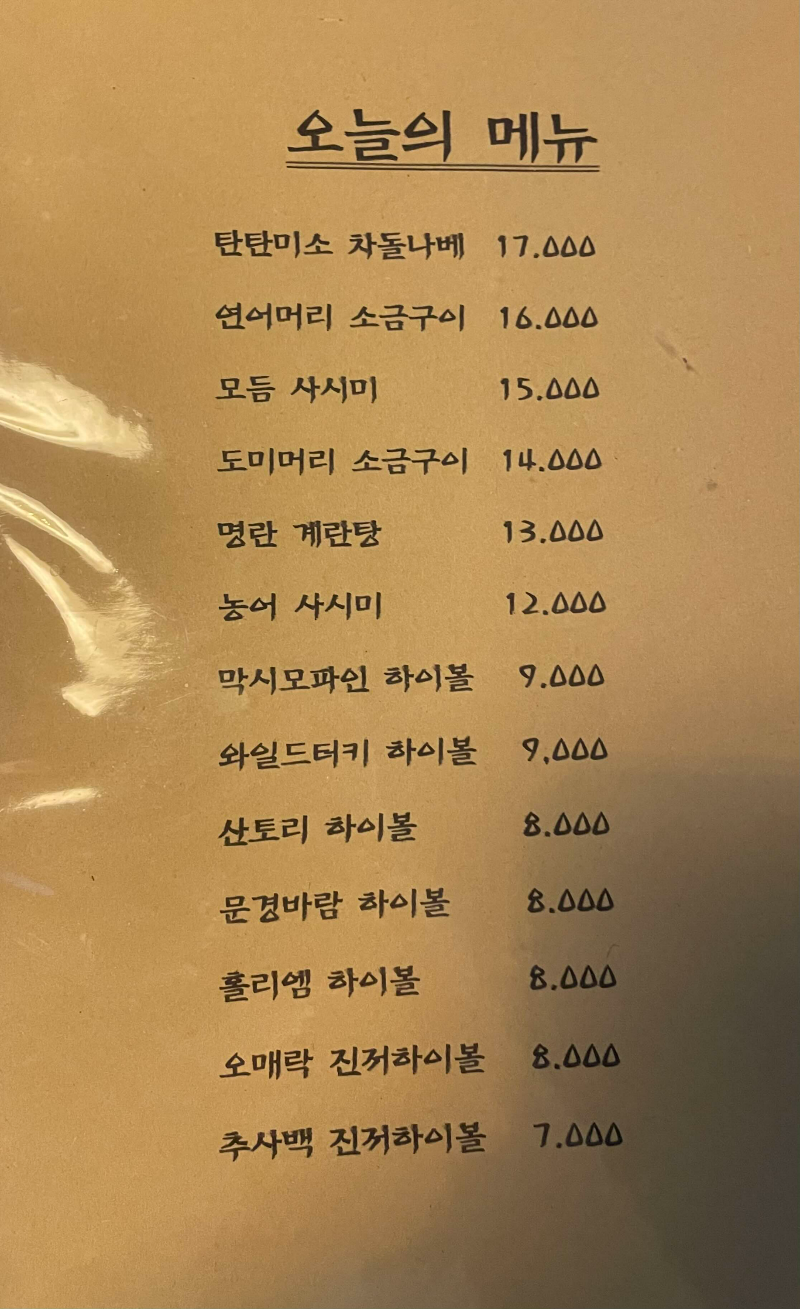 오늘의 메뉴
탄탄미소 차돌나베 17.000
연어머리 소금구이 16.000
모듬 사시미 15.000
도미머리 소금구이 14.000
명란 계란탕 13.000
농어 사시미 12.000
막시모파인 하이볼 9.000
와일드터키 하이볼 9.000
산토리 하이볼 8.000
문경바람 하이볼 8.000
홀리엠 하이볼 8.000
오매락 진저하이볼 8.000
추사백 진저하이볼 7.000